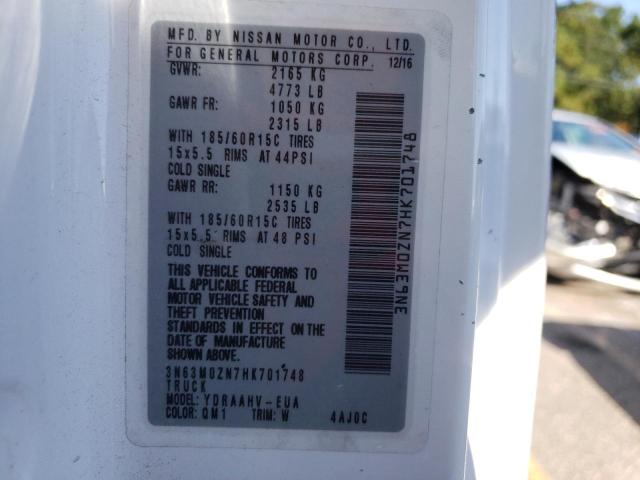 MFD. BY NISSAN MOTOR CO., LTD.
FOR GENERAL MOTORS CORP. 12/16
GVWR: 2165 KG
4773 LB
GAWR FR: 1050 KG
2315 LB
WITH 185/60R15C TIRES
15x5.5 RIMS AT 44PSI
COLD SINGLE
GAWR RR: 1150 KG
2535 LB
WITH 185/60R15C TIRES
15x5.5 RIMS AT 48 PSI
COLD SINGLE
THIS VEHICLE CONFORMS TO
ALL APPLICABLE FEDERAL
MOTOR VEHICLE SAFETY AND
THEFT PREVENTION
STANDARDS IN EFFECT ON THE
DATE OF MANUFACTURE
SHOWN ABOVE.
3N63M0ZN7HK701748
TRUCK
MODEL: YDRAAHV-EUA
COLOR: QM1 TRIM: W 4AJ0C
3N63M0ZN7HK701748